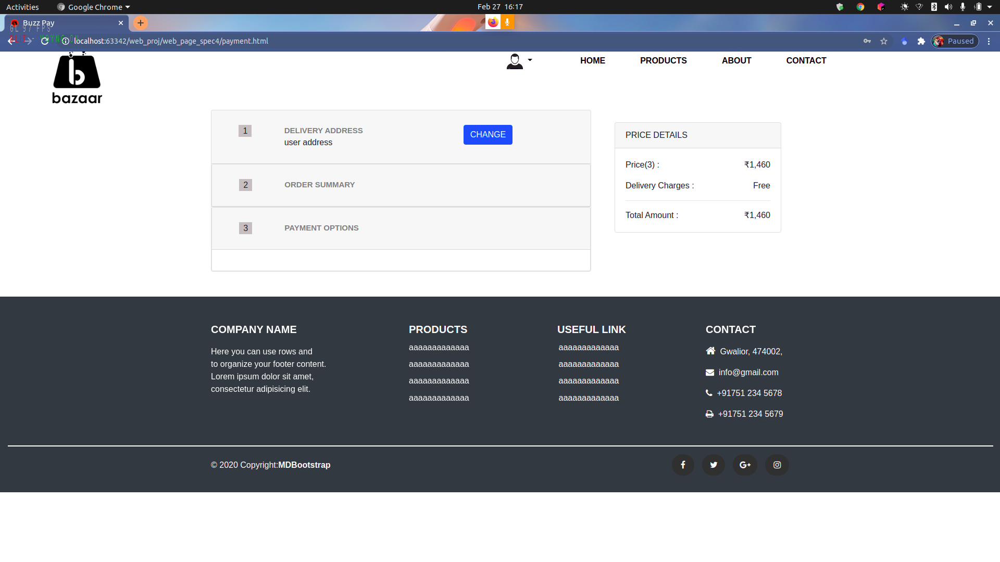 Activities Google Chrome Feb 27 16:17
Buzz Pay
GL 97 FPS
localhost:63342/web_proj/web_page_spec4/payment.html Paused
b
bazaar
HOME PRODUCTS ABOUT CONTACT
1 DELIVERY ADDRESS CHANGE
user address
2 ORDER SUMMARY
3 PAYMENT OPTIONS
PRICE DETAILS
Price(3) : ₹1,460
Delivery Charges : Free
Total Amount : ₹1,460
COMPANY NAME
Here you can use rows and
to organize your footer content.
Lorem ipsum dolor sit amet,
consectetur adipisicing elit.
PRODUCTS
aaaaaaaaaaaaa
aaaaaaaaaaaaa
aaaaaaaaaaaaa
aaaaaaaaaaaaa
USEFUL LINK
aaaaaaaaaaaaa
aaaaaaaaaaaaa
aaaaaaaaaaaaa
aaaaaaaaaaaaa
CONTACT
Gwalior, 474002,
info@gmail.com
+91751 234 5678
+91751 234 5679
© 2020 Copyright:MDBootstrap